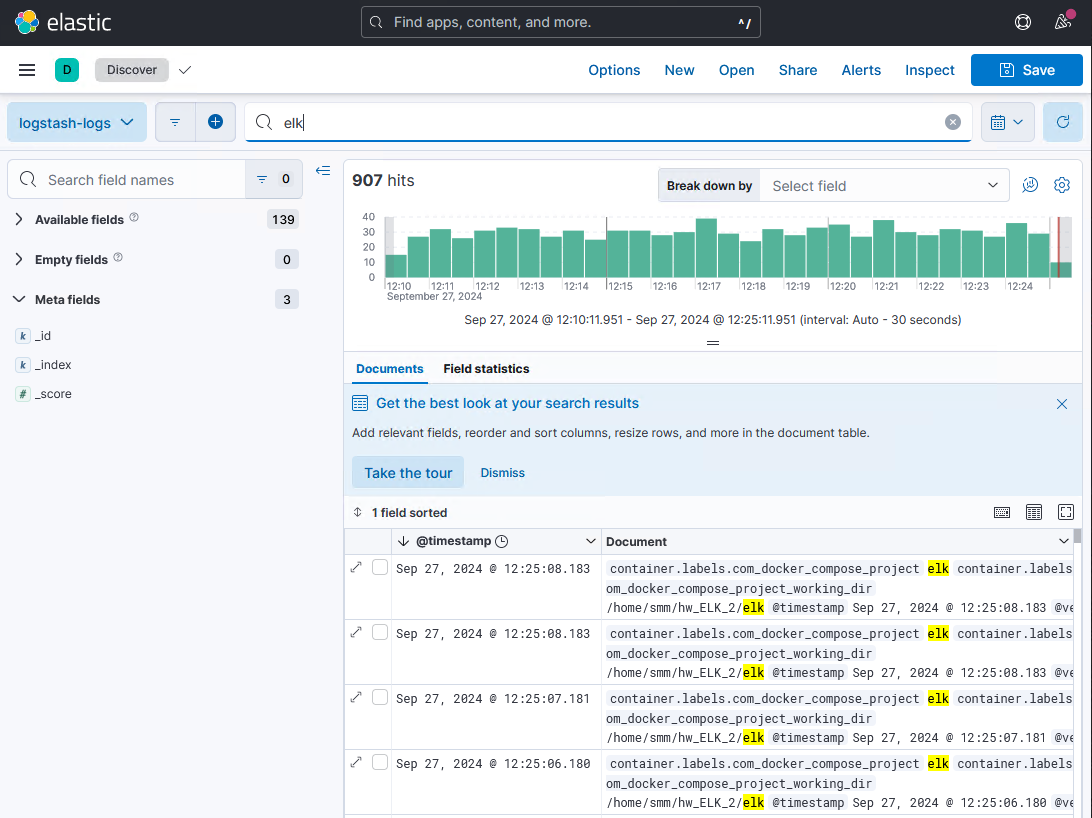 elastic
Find apps, content, and more.
^/
D
Discover
Options
New
Open
Share
Alerts
Inspect
Save
logstash-logs
elk
Search field names
0
Available fields
139
Empty fields
0
Meta fields
3
k _id
k _index
# _score
907 hits
Break down by
Select field
40
30
20
10
0
12:10 12:11 12:12 12:13 12:14 12:15 12:16 12:17 12:18 12:19 12:20 12:21 12:22 12:23 12:24
September 27, 2024
Sep 27, 2024 @ 12:10:11.951 - Sep 27, 2024 @ 12:25:11.951 (interval: Auto - 30 seconds)
Documents
Field statistics
Get the best look at your search results
Add relevant fields, reorder and sort columns, resize rows, and more in the document table.
Take the tour
Dismiss
1 field sorted
@timestamp
Document
Sep 27, 2024 @ 12:25:08.183
container.labels.com_docker_compose_project elk container.labels
om_docker_compose_project_working_dir
/home/smm/hw_ELK_2/elk @timestamp Sep 27, 2024 @ 12:25:08.183 @ve
Sep 27, 2024 @ 12:25:08.183
container.labels.com_docker_compose_project elk container.labels
om_docker_compose_project_working_dir
/home/smm/hw_ELK_2/elk @timestamp Sep 27, 2024 @ 12:25:08.183 @ve
Sep 27, 2024 @ 12:25:07.181
container.labels.com_docker_compose_project elk container.labels
om_docker_compose_project_working_dir
/home/smm/hw_ELK_2/elk @timestamp Sep 27, 2024 @ 12:25:07.181 @ve
Sep 27, 2024 @ 12:25:06.180
container.labels.com_docker_compose_project elk container.labels
om_docker_compose_project_working_dir
/home/smm/hw_ELK_2/elk @timestamp Sep 27, 2024 @ 12:25:06.180 @ve